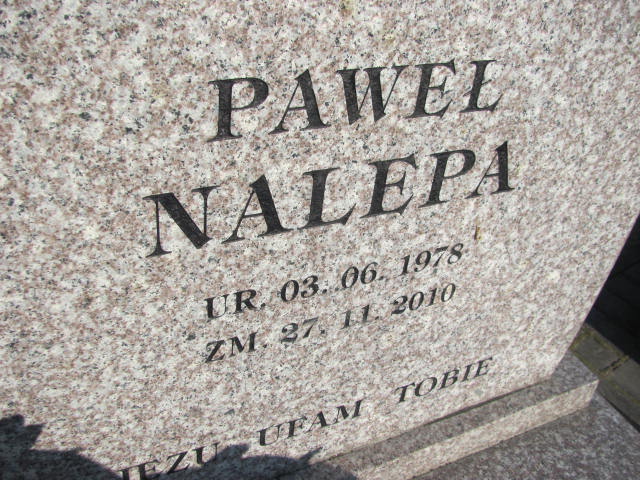 PAWEŁ
NALEPA
UR. 03. 06. 1978
ZM. 27. 11. 2010
JEZU UFAM TOBIE